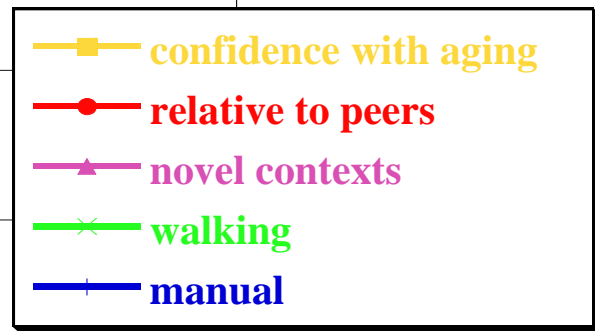 confidence with aging
relative to peers
novel contexts
walking
manual